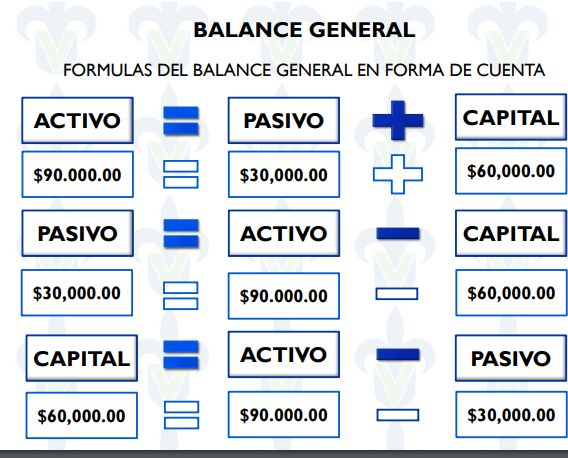 BALANCE GENERAL
FORMULAS DEL BALANCE GENERAL EN FORMA DE CUENTA
ACTIVO = PASIVO + CAPITAL
$90.000.00 = $30,000.00 + $60,000.00
PASIVO = ACTIVO - CAPITAL
$30,000.00 = $90.000.00 - $60,000.00
CAPITAL = ACTIVO - PASIVO
$60,000.00 = $90.000.00 - $30,000.00